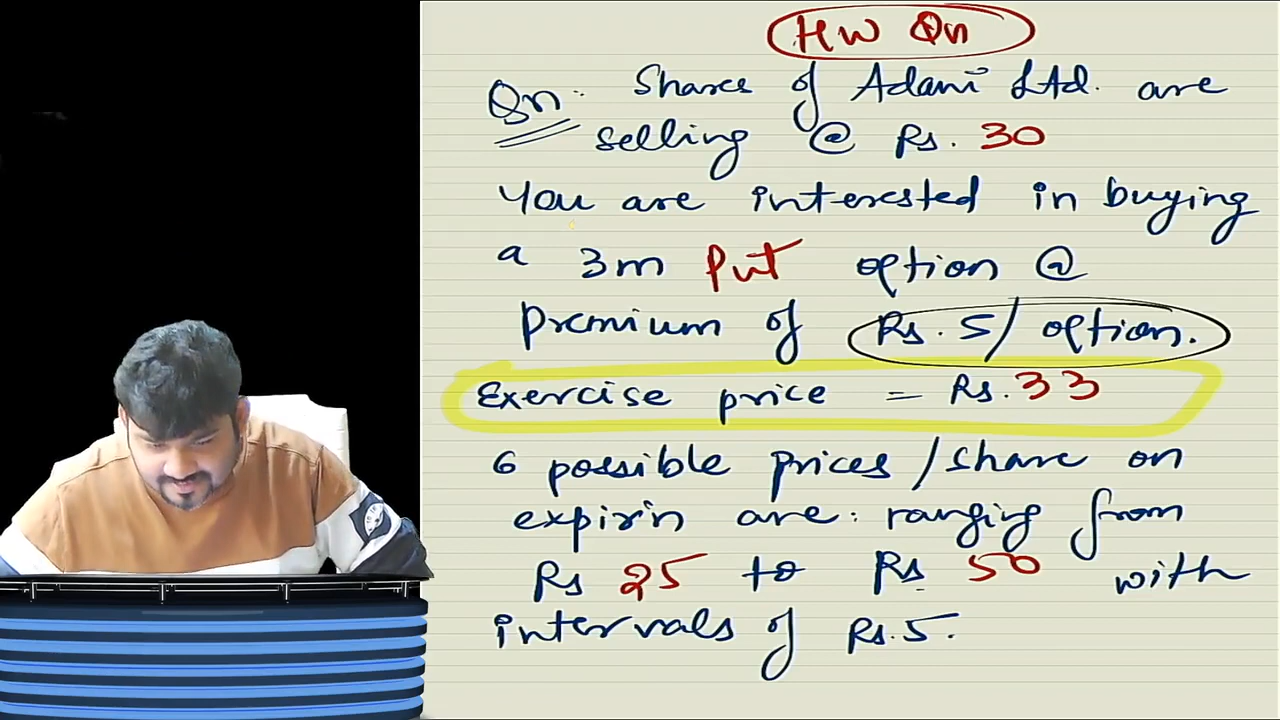 HW Qn
Qn:- Shares of Adani Ltd. are
selling @ Rs. 30
You are interested in buying
a 3m Put option @
premium of Rs. 5/option.
Exercise price = Rs. 33
6 possible prices/share on
expirin are: ranging from
Rs 25 to Rs 50 with
intervals of Rs. 5.